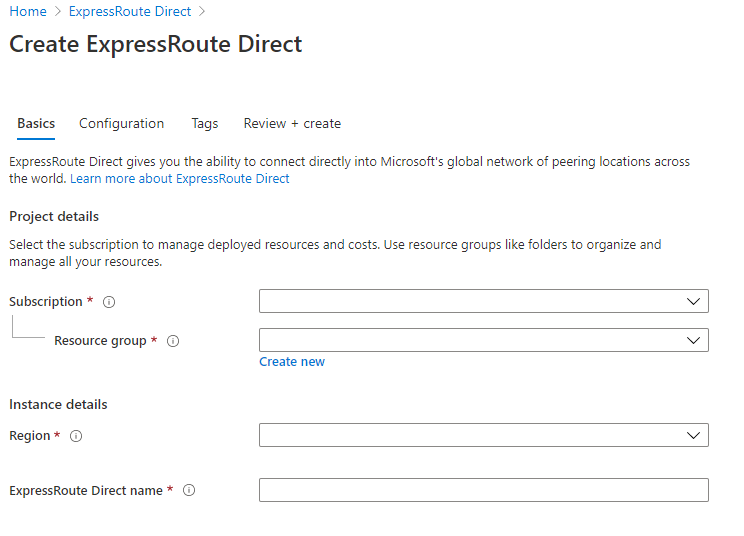 Home > ExpressRoute Direct >
Create ExpressRoute Direct
Basics Configuration Tags Review + create
ExpressRoute Direct gives you the ability to connect directly into Microsoft's global network of peering locations across
the world. Learn more about ExpressRoute Direct
Project details
Select the subscription to manage deployed resources and costs. Use resource groups like folders to organize and
manage all your resources.
Subscription *
Resource group *
Create new
Instance details
Region *
ExpressRoute Direct name *